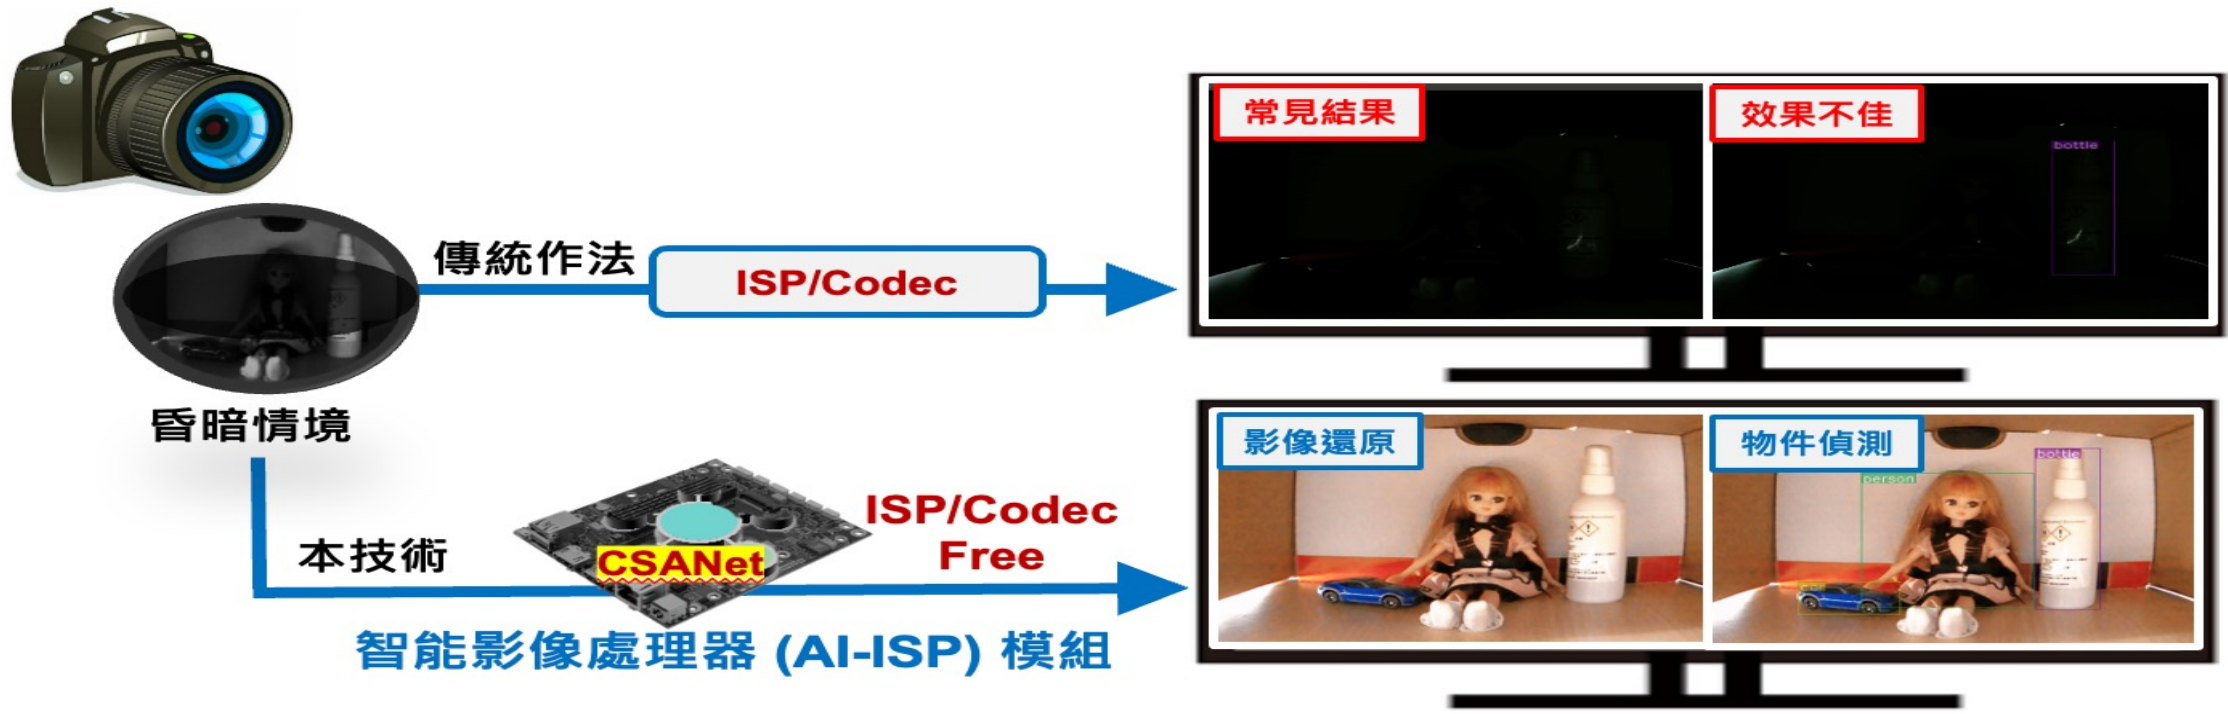 常見結果
效果不佳
bottle
傳統作法
ISP/Codec
昏暗情境
影像還原
物件偵測
bottle
person
本技術
CSANet
ISP/Codec
Free
智能影像處理器 (AI-ISP) 模組